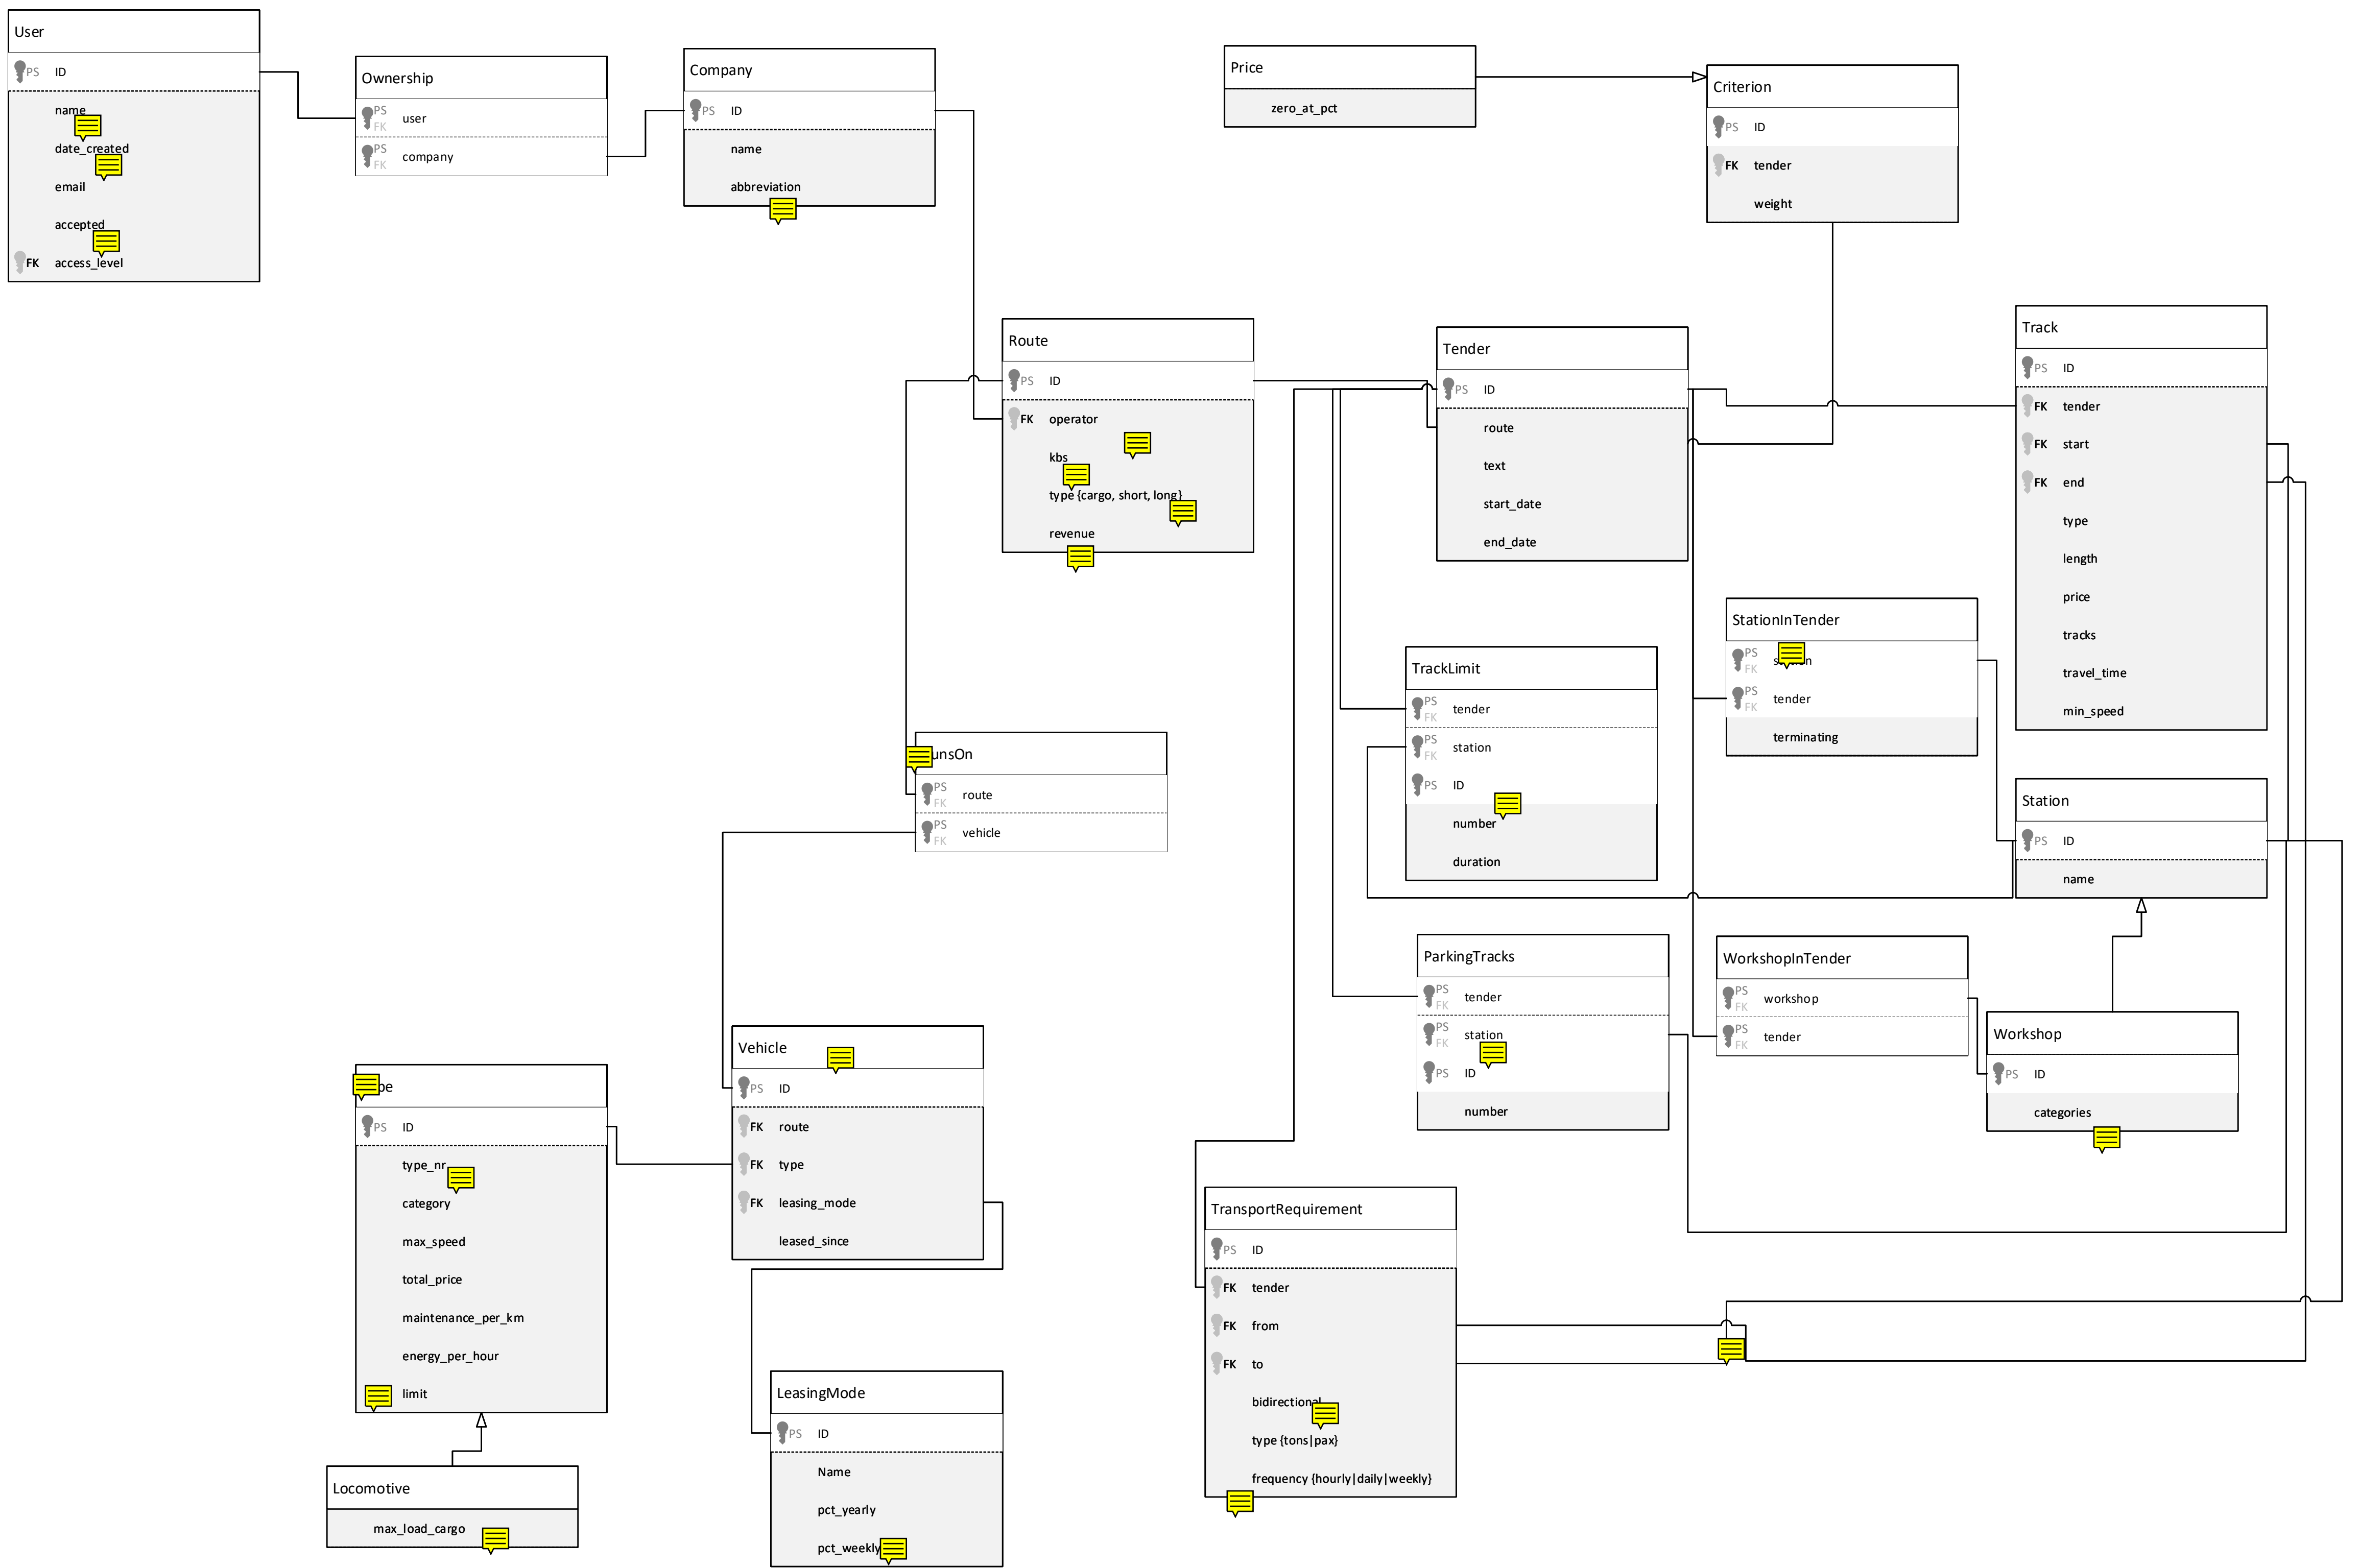 User
PS ID
name
date_created
email
accepted
FK access_level
Ownership
PS FK user
PS FK company
Company
PS ID
name
abbreviation
Price
zero_at_pct
Criterion
PS ID
FK tender
weight
Route
PS ID
FK operator
kbs
type {cargo, short, long}
revenue
Tender
PS ID
route
text
start_date
end_date
Track
PS ID
FK tender
FK start
FK end
type
length
price
tracks
travel_time
min_speed
StationInTender
PS FK
PS FK tender
terminating
TrackLimit
PS FK tender
PS FK station
PS ID
number
duration
unsOn
PS FK route
PS FK vehicle
Station
PS ID
name
ParkingTracks
PS FK tender
PS FK station
PS ID
number
WorkshopInTender
PS FK workshop
PS FK tender
Workshop
PS ID
categories
Vehicle
PS ID
FK route
FK type
FK leasing_mode
leased_since
pe
PS ID
type_nr
category
max_speed
total_price
maintenance_per_km
energy_per_hour
limit
TransportRequirement
PS ID
FK tender
FK from
FK to
bidirectional
type {tons|pax}
frequency {hourly|daily|weekly}
LeasingMode
PS ID
Name
pct_yearly
pct_weekly
Locomotive
max_load_cargo